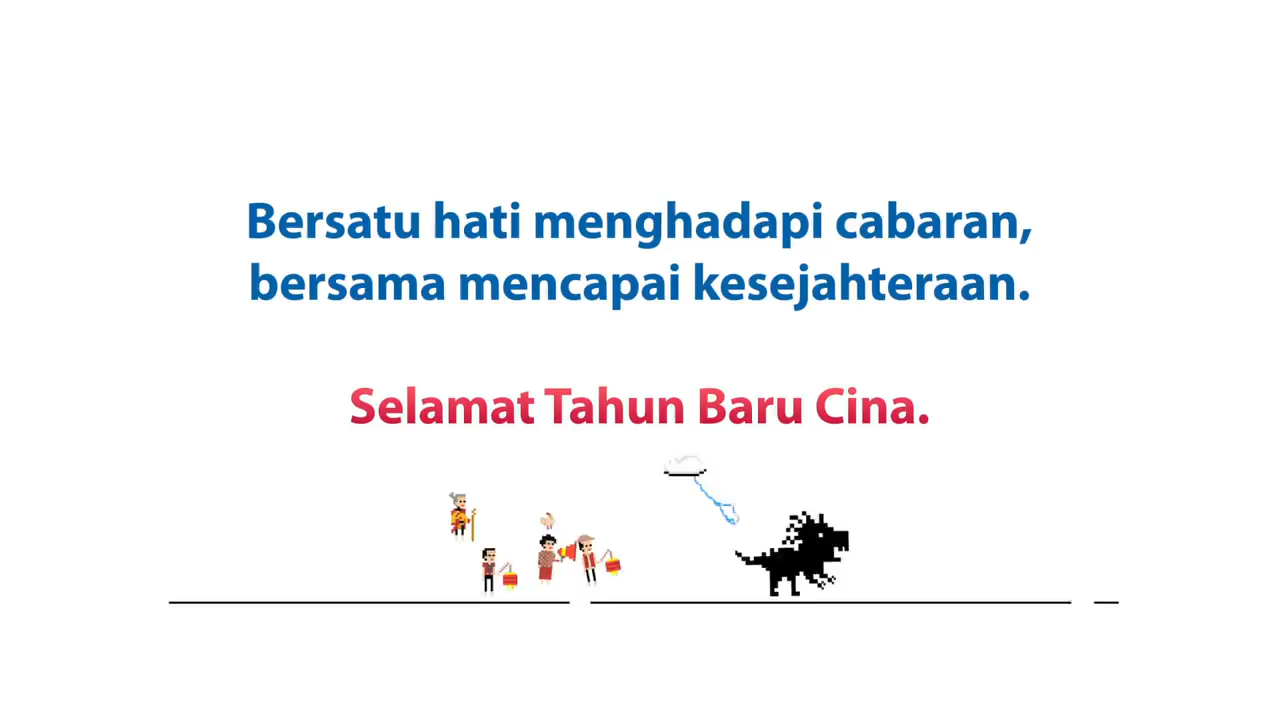 Bersatu hati menghadapi cabaran,
bersama mencapai kesejahteraan.
Selamat Tahun Baru Cina.